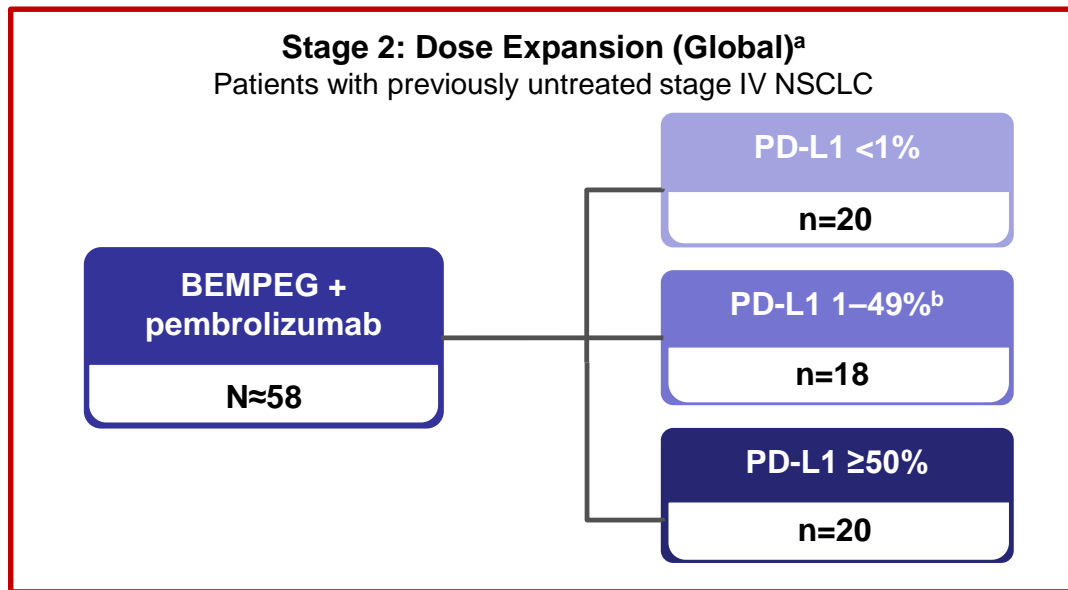 Stage 2: Dose Expansion (Global)ᵃ
Patients with previously untreated stage IV NSCLC
BEMPEG +
pembrolizumab
N≈58
PD-L1 <1%
n=20
PD-L1 1–49%ᵇ
n=18
PD-L1 ≥50%
n=20